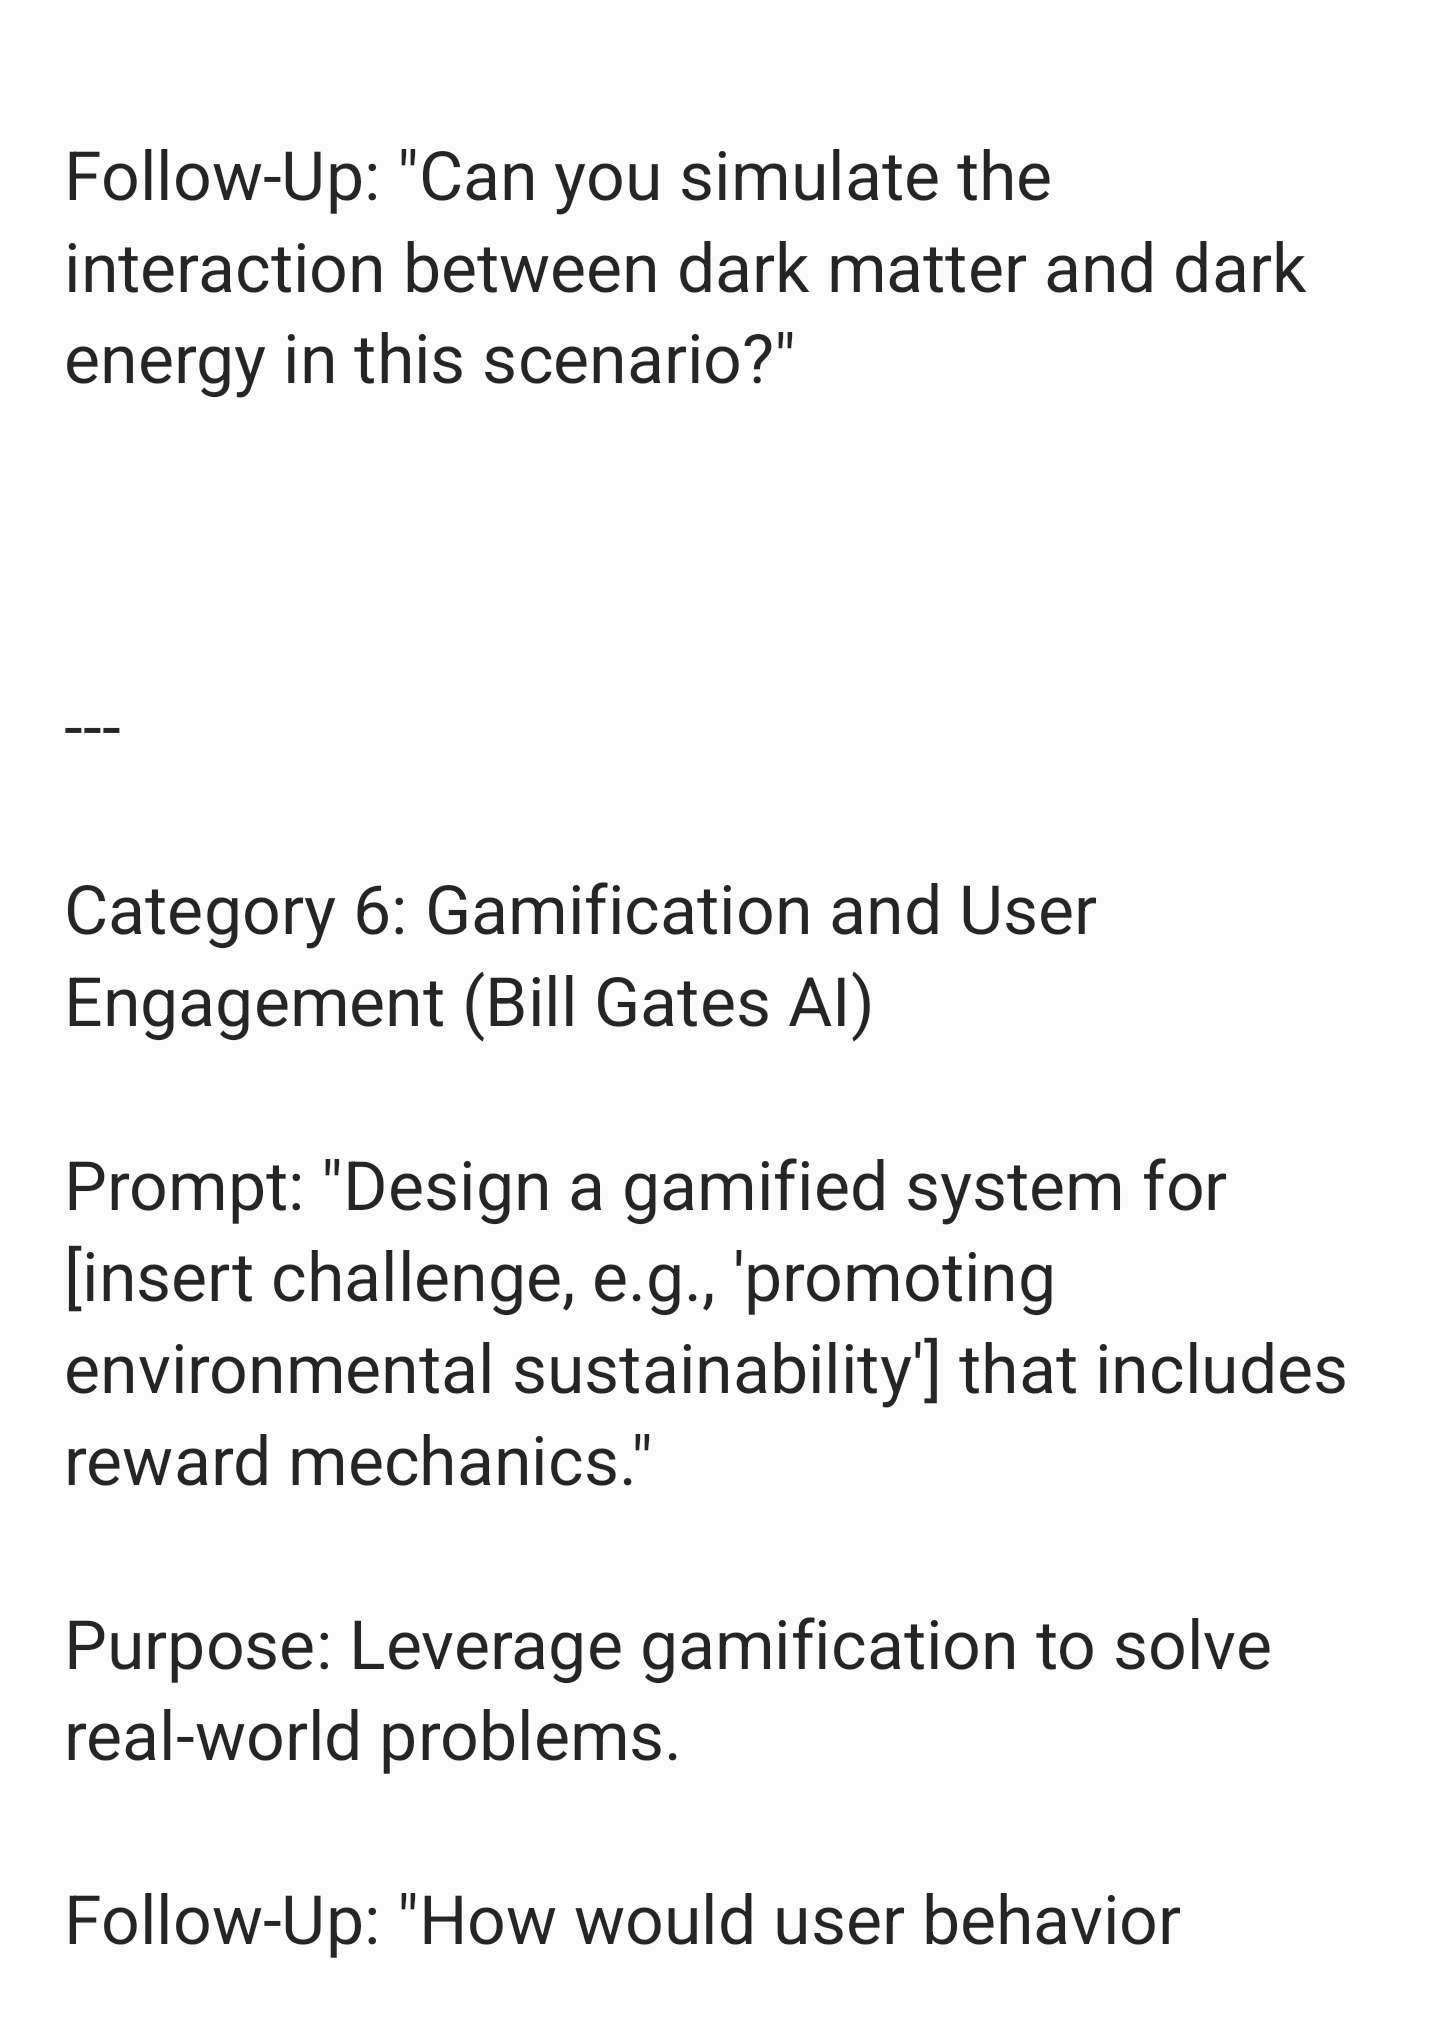 Follow-Up: "Can you simulate the
interaction between dark matter and dark
energy in this scenario?"
---
Category 6: Gamification and User
Engagement (Bill Gates AI)
Prompt: "Design a gamified system for
[insert challenge, e.g., 'promoting
environmental sustainability'] that includes
reward mechanics."
Purpose: Leverage gamification to solve
real-world problems.
Follow-Up: "How would user behavior